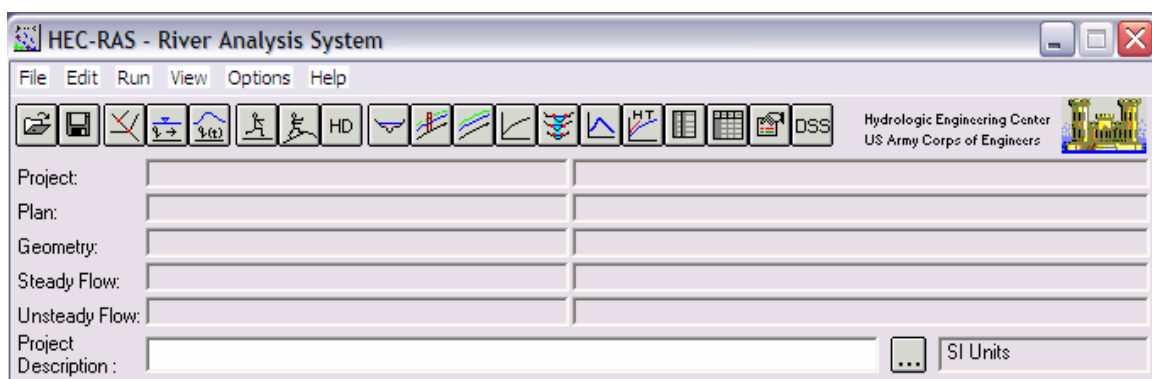 HEC-RAS - River Analysis System
File Edit Run View Options Help
HD HT DSS
Hydrologic Engineering Center
US Army Corps of Engineers
Project:
Plan:
Geometry:
Steady Flow:
Unsteady Flow:
Project
Description :
... SI Units